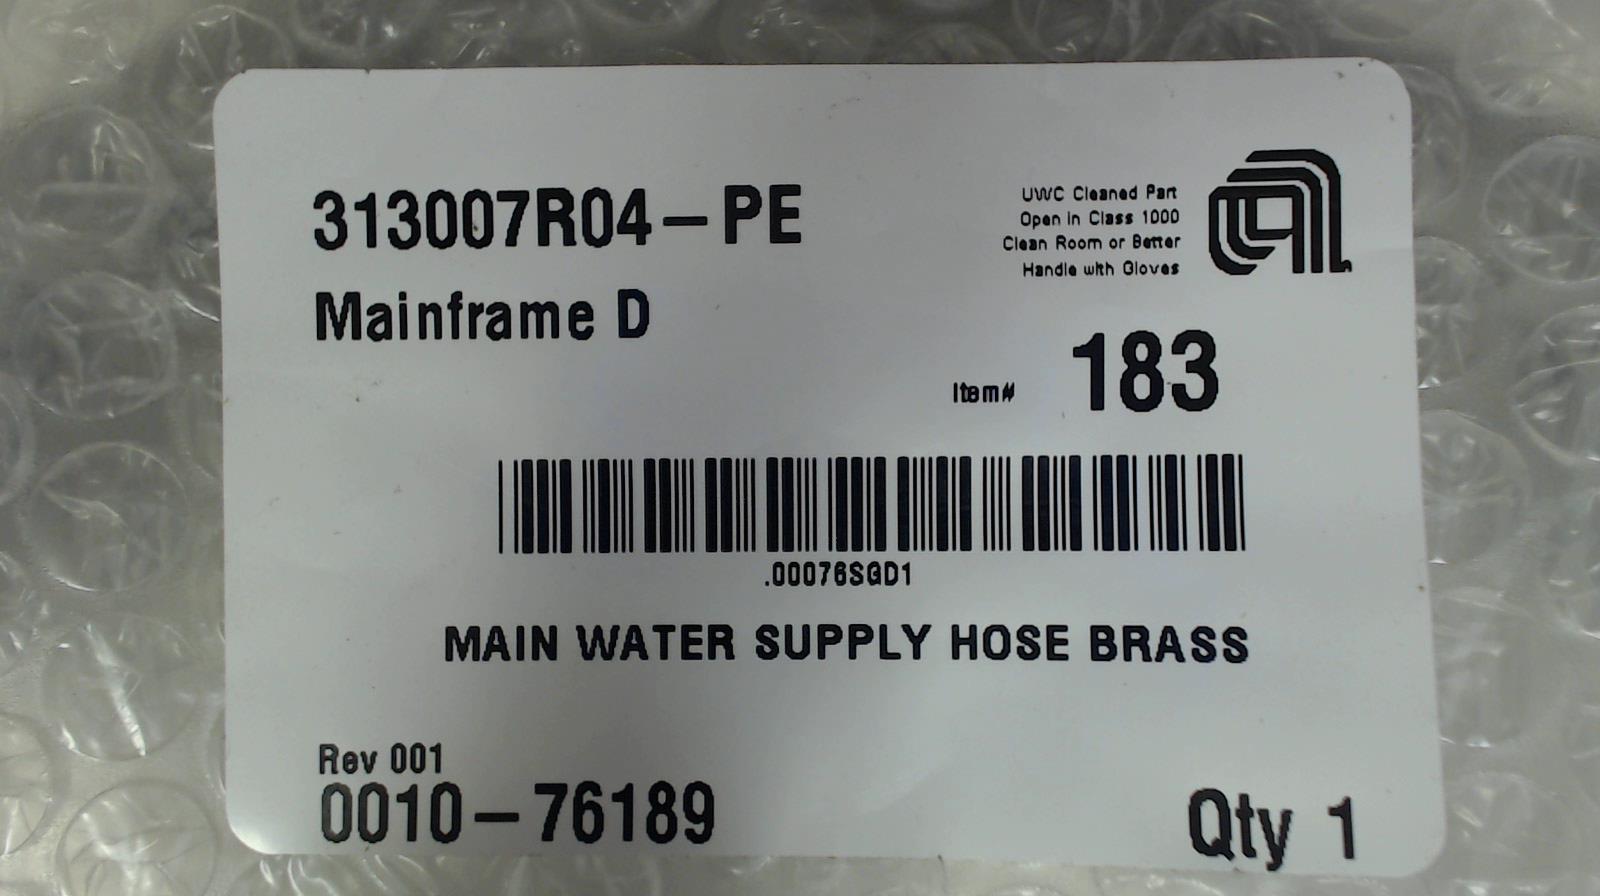 313007R04-PE
UWC Cleaned Part
Open in Class 1000
Clean Room or Better
Handle with Gloves
Mainframe D
Item# 183
.00076SGD1
MAIN WATER SUPPLY HOSE BRASS
Rev 001
0010-76189
Qty 1